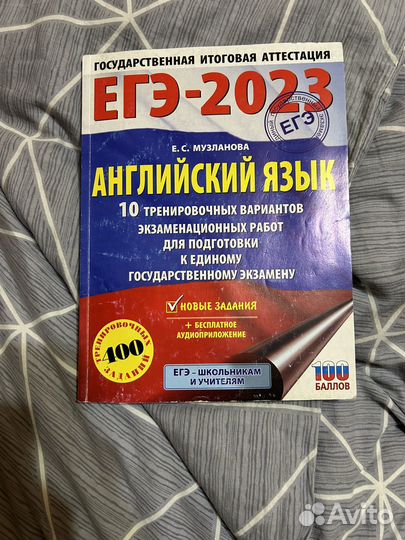 ГОСУДАРСТВЕННАЯ ИТОГОВАЯ АТТЕСТАЦИЯ
ЕГЭ-2023
ЕГЭ
Е. С. МУЗЛАНОВА
АНГЛИЙСКИЙ ЯЗЫК
10 ТРЕНИРОВОЧНЫХ ВАРИАНТОВ
ЭКЗАМЕНАЦИОННЫХ РАБОТ
ДЛЯ ПОДГОТОВКИ
К ЕДИНОМУ
ГОСУДАРСТВЕННОМУ ЭКЗАМЕНУ
НОВЫЕ ЗАДАНИЯ
+ БЕСПЛАТНОЕ
АУДИОПРИЛОЖЕНИЕ
ТРЕНИРОВОЧНЫХ
400
ЗАДАНИЙ
ЕГЭ – ШКОЛЬНИКАМ
И УЧИТЕЛЯМ
100
БАЛЛОВ
Avito